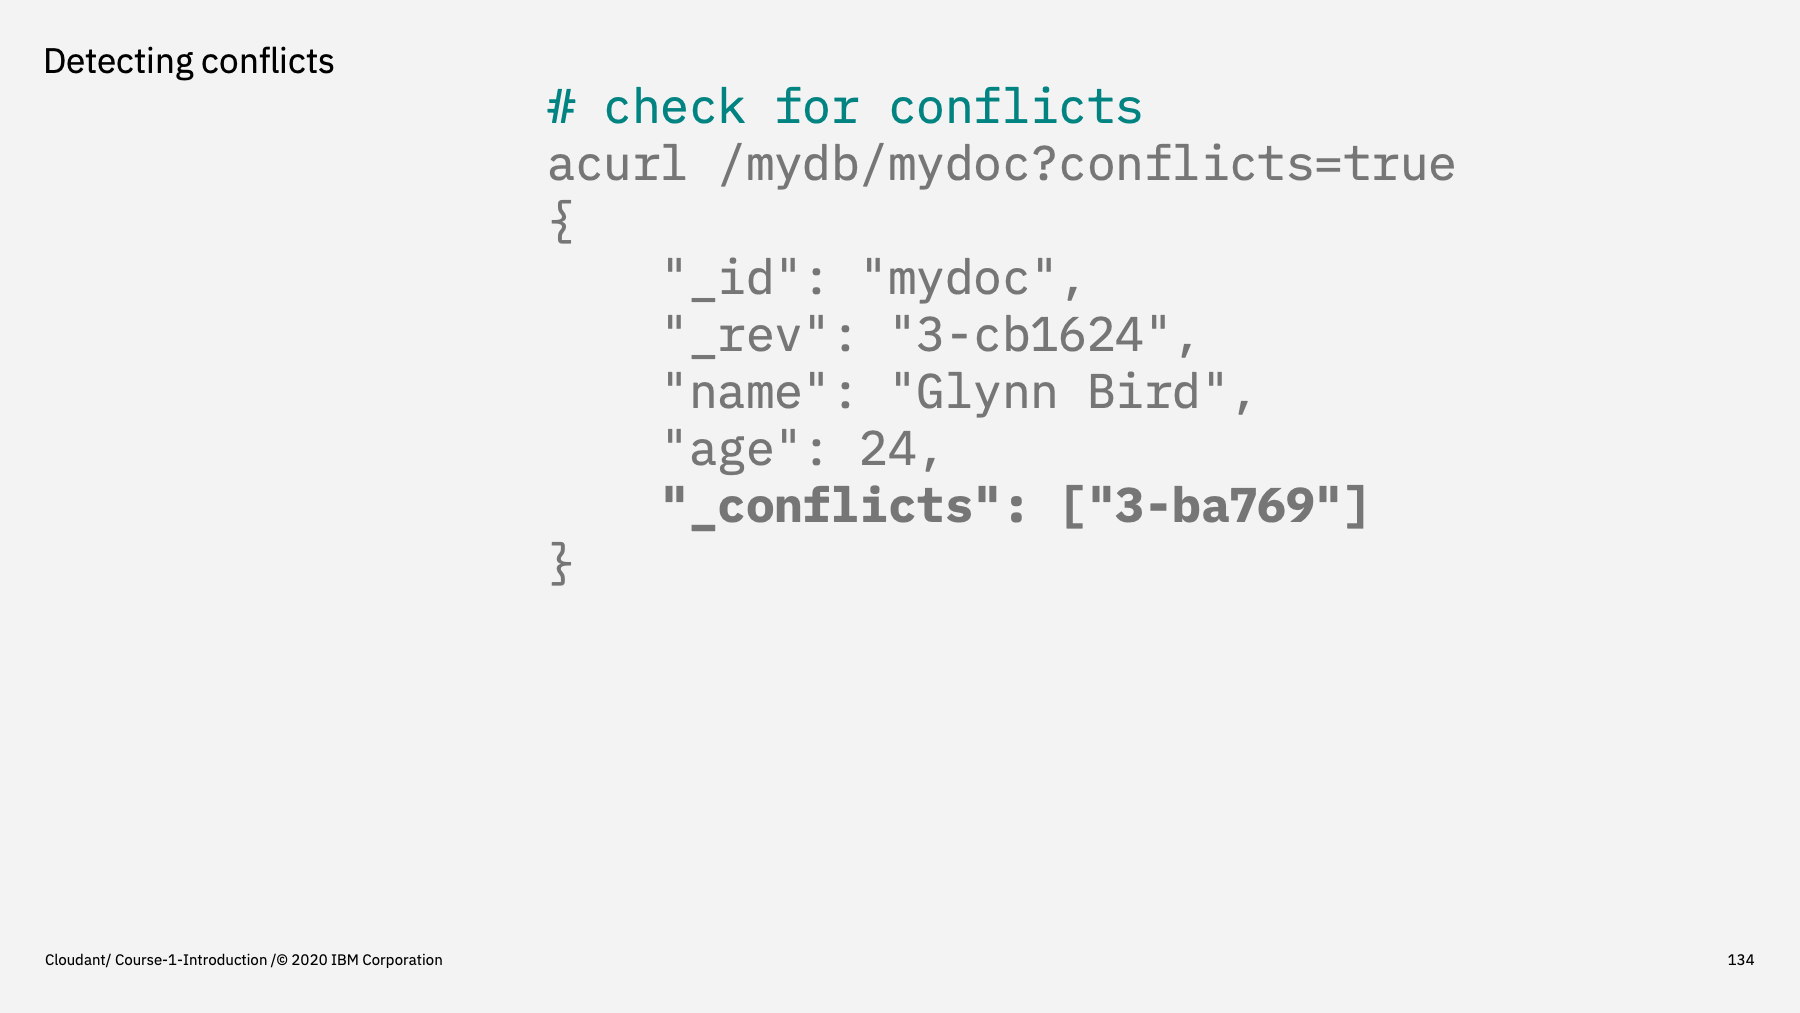 Detecting conflicts
# check for conflicts
acurl /mydb/mydoc?conflicts=true
{
    "_id": "mydoc",
    "_rev": "3-cb1624",
    "name": "Glynn Bird",
    "age": 24,
    "_conflicts": ["3-ba769"]
}
Cloudant/ Course-1-Introduction /© 2020 IBM Corporation
134